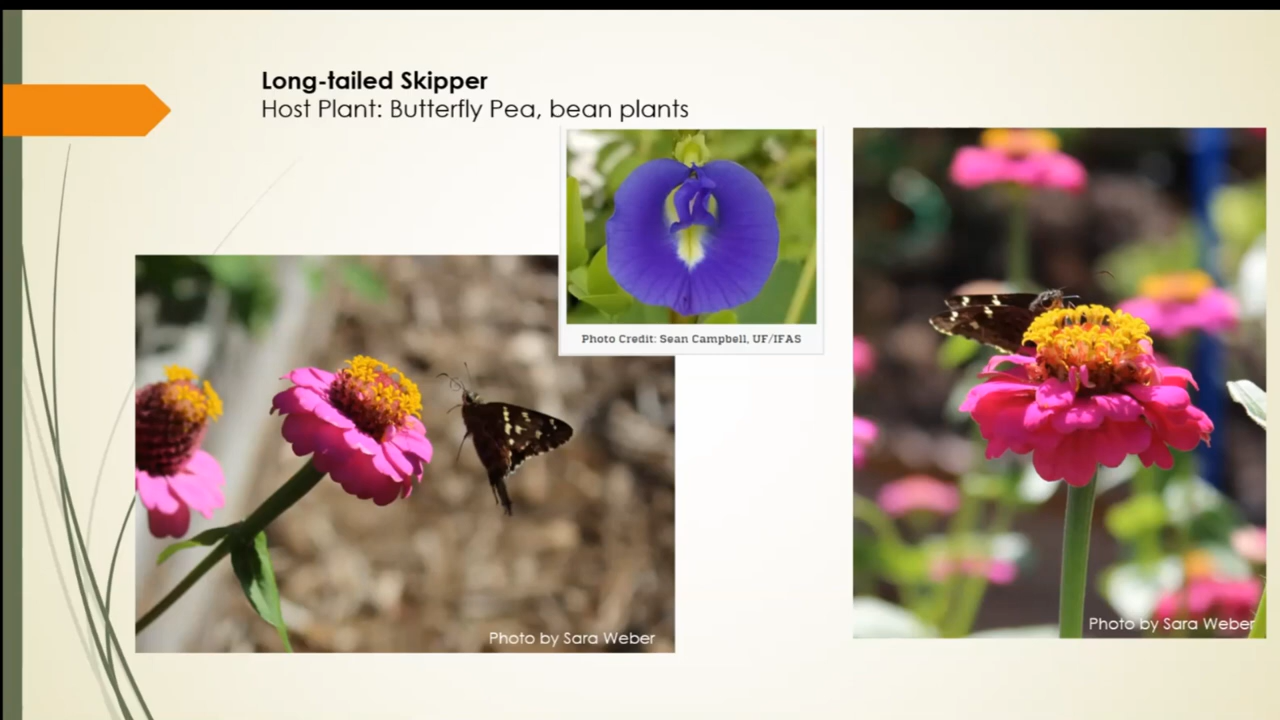 Long-tailed Skipper
Host Plant: Butterfly Pea, bean plants
Photo Credit: Sean Campbell, UF/IFAS
Photo by Sara Weber
Photo by Sara Weber